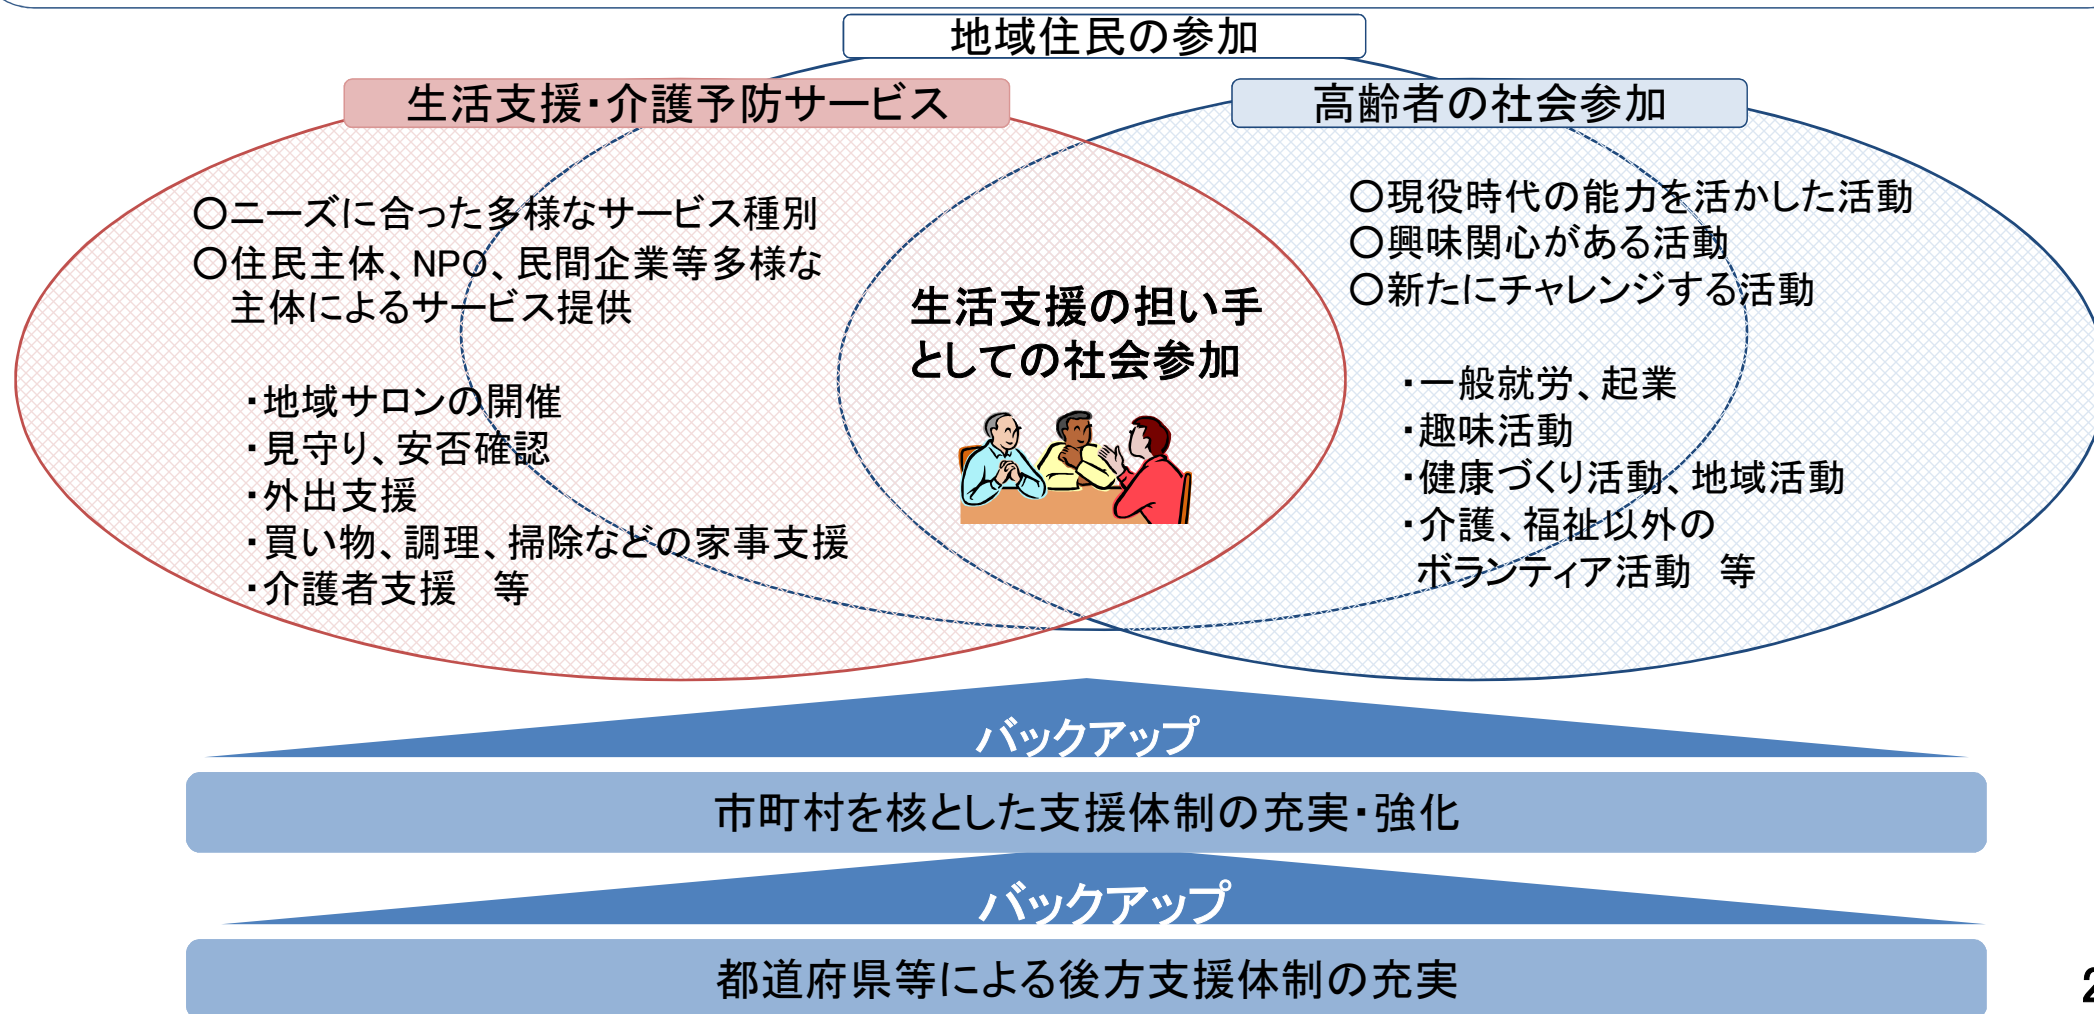 地域住民の参加
生活支援・介護予防サービス
○ニーズに合った多様なサービス種別
○住民主体、NPO、民間企業等多様な
主体によるサービス提供
・地域サロンの開催
・見守り、安否確認
・外出支援
・買い物、調理、掃除などの家事支援
・介護者支援　等
生活支援の担い手
としての社会参加
高齢者の社会参加
○現役時代の能力を活かした活動
○興味関心がある活動
○新たにチャレンジする活動
・一般就労、起業
・趣味活動
・健康づくり活動、地域活動
・介護、福祉以外の
ボランティア活動　等
バックアップ
市町村を核とした支援体制の充実・強化
バックアップ
都道府県等による後方支援体制の充実
2